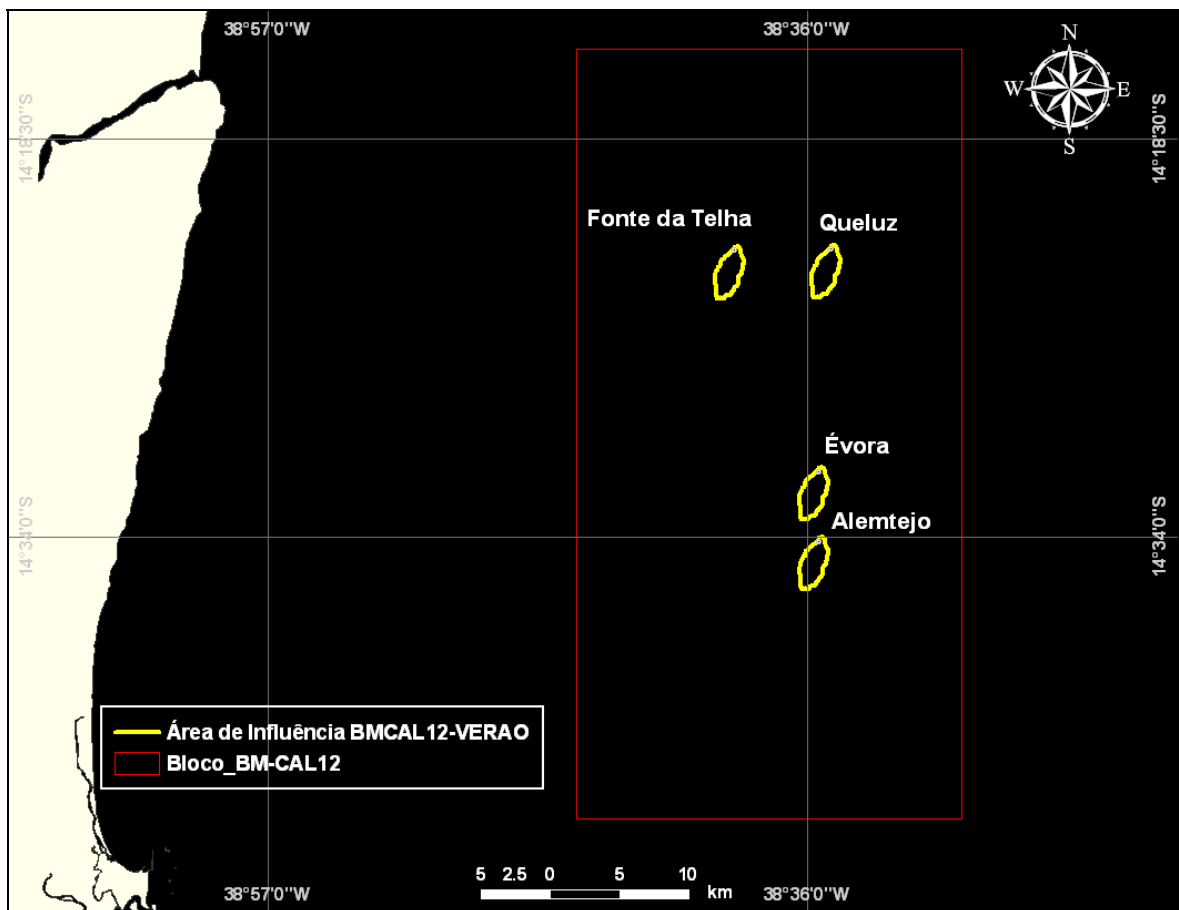 38°57'0"W
38°36'0"W
N
W
E
S
14°18'30"S
14°18'30"S
Fonte da Telha
Queluz
Évora
Alemtejo
14°34'0"S
14°34'0"S
Área de Influência BMCAL12-VERAO
Bloco_BM-CAL12
5 2.5 0 5 10
km
38°57'0"W
38°36'0"W